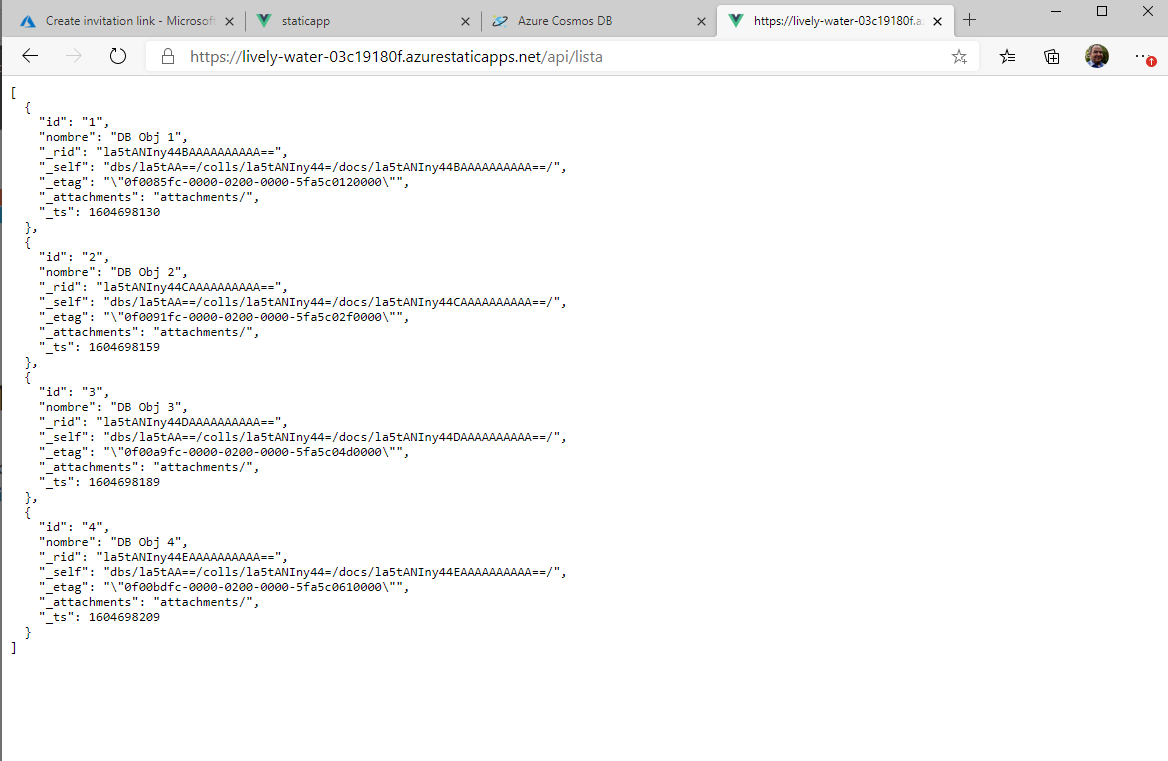 Create invitation link - Microsof
staticapp
Azure Cosmos DB
https://lively-water-03c19180f.a
https://lively-water-03c19180f.azurestaticapps.net/api/lista
[
  {
    "id": "1",
    "nombre": "DB Obj 1",
    "_rid": "la5tANIny44BAAAAAAAAAA==",
    "_self": "dbs/la5tAA==/colls/la5tANIny44=/docs/la5tANIny44BAAAAAAAAAA==/",
    "_etag": "\"0f0085fc-0000-0200-0000-5fa5c0120000\"",
    "_attachments": "attachments/",
    "_ts": 1604698130
  },
  {
    "id": "2",
    "nombre": "DB Obj 2",
    "_rid": "la5tANIny44CAAAAAAAAAA==",
    "_self": "dbs/la5tAA==/colls/la5tANIny44=/docs/la5tANIny44CAAAAAAAAAA==/",
    "_etag": "\"0f0091fc-0000-0200-0000-5fa5c02f0000\"",
    "_attachments": "attachments/",
    "_ts": 1604698159
  },
  {
    "id": "3",
    "nombre": "DB Obj 3",
    "_rid": "la5tANIny44DAAAAAAAAAA==",
    "_self": "dbs/la5tAA==/colls/la5tANIny44=/docs/la5tANIny44DAAAAAAAAAA==/",
    "_etag": "\"0f00a9fc-0000-0200-0000-5fa5c04d0000\"",
    "_attachments": "attachments/",
    "_ts": 1604698189
  },
  {
    "id": "4",
    "nombre": "DB Obj 4",
    "_rid": "la5tANIny44EAAAAAAAAAA==",
    "_self": "dbs/la5tAA==/colls/la5tANIny44=/docs/la5tANIny44EAAAAAAAAAA==/",
    "_etag": "\"0f00bdfc-0000-0200-0000-5fa5c0610000\"",
    "_attachments": "attachments/",
    "_ts": 1604698209
  }
]